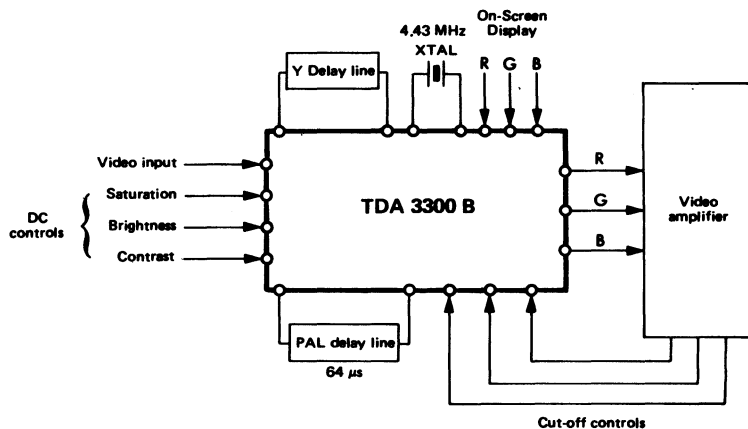 4.43 MHz
XTAL
On-Screen
Display
R G B
Y Delay line
Video input
Saturation
Brightness
Contrast
DC
controls
TDA 3300 B
R
G
B
Video
amplifier
PAL delay line
64 μs
Cut-off controls